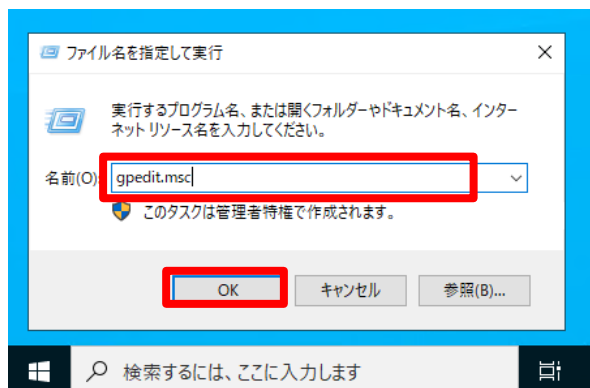 ファイル名を指定して実行
実行するプログラム名、または開くフォルダーやドキュメント名、インター
ネット リソース名を入力してください。
名前(O): gpedit.msc
このタスクは管理者特権で作成されます。
OK キャンセル 参照(B)...
検索するには、ここに入力します